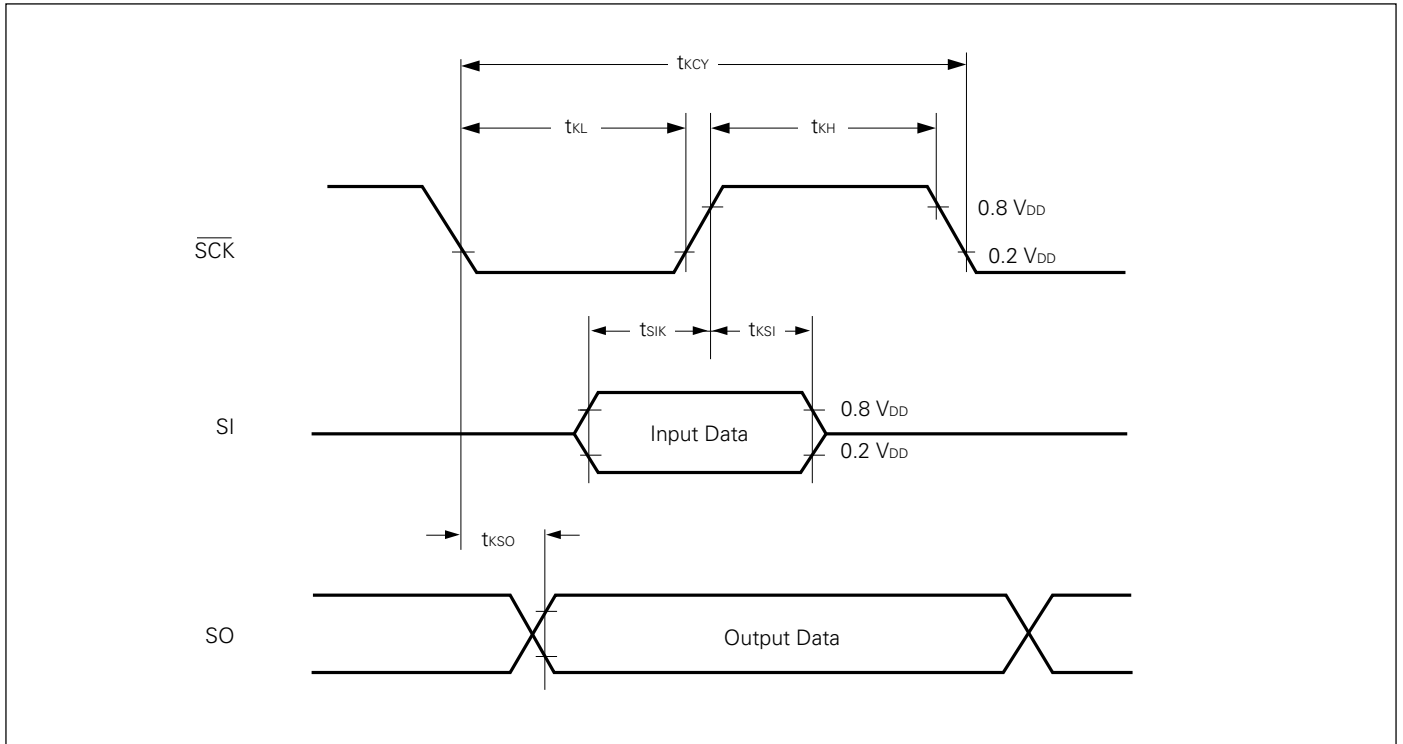 tKCY
tKL
tKH
0.8 VDD
SCK
0.2 VDD
tSIK
tKSI
0.8 VDD
SI
Input Data
0.2 VDD
tKSO
SO
Output Data